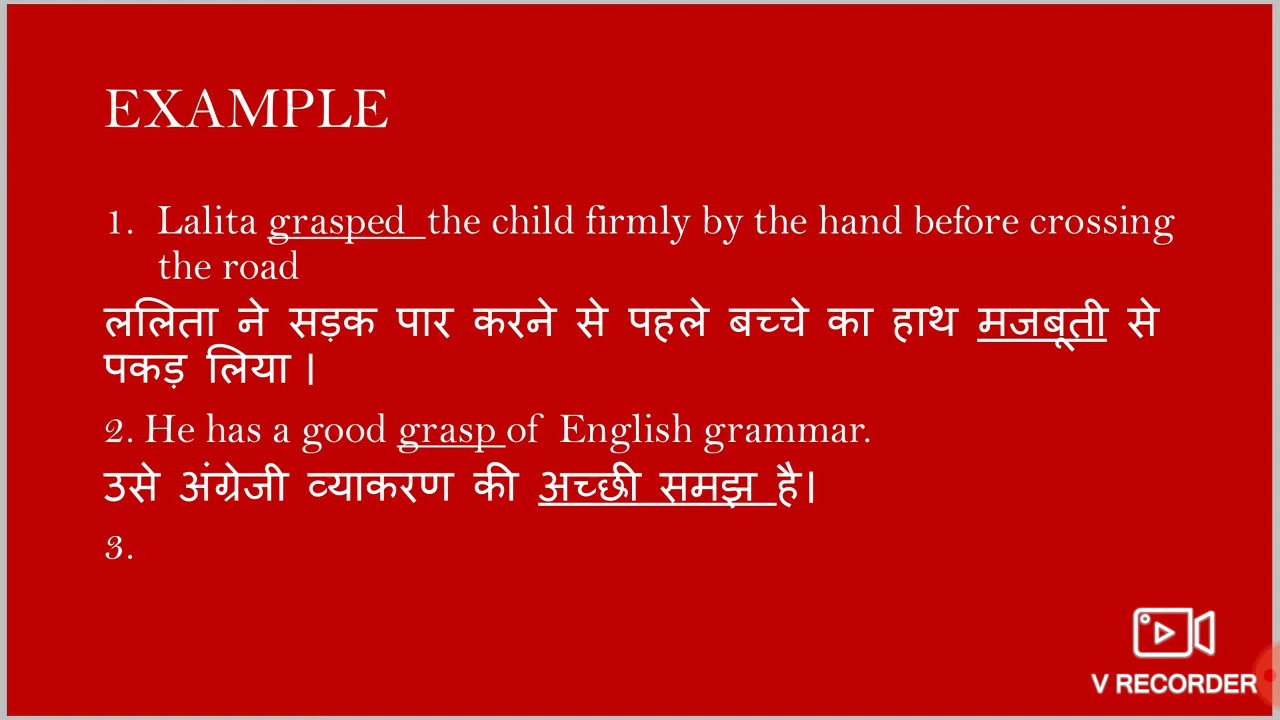 EXAMPLE
1. Lalita grasped the child firmly by the hand before crossing
the road
ललिता ने सड़क पार करने से पहले बच्चे का हाथ मजबूती से
पकड़ लिया।
2. He has a good grasp of English grammar.
उसे अंग्रेजी व्याकरण की अच्छी समझ है।
3.
V RECORDER